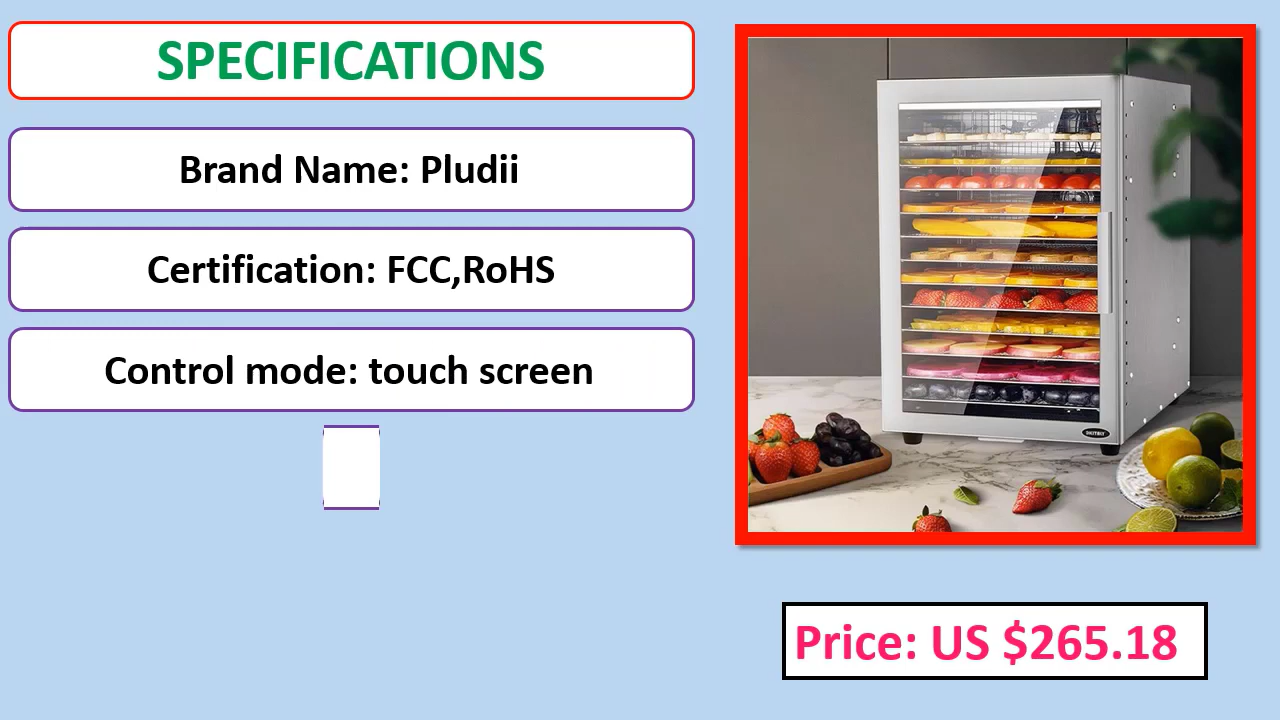 SPECIFICATIONS
Brand Name: Pludii
Certification: FCC,RoHS
Control mode: touch screen
Price: US $265.18